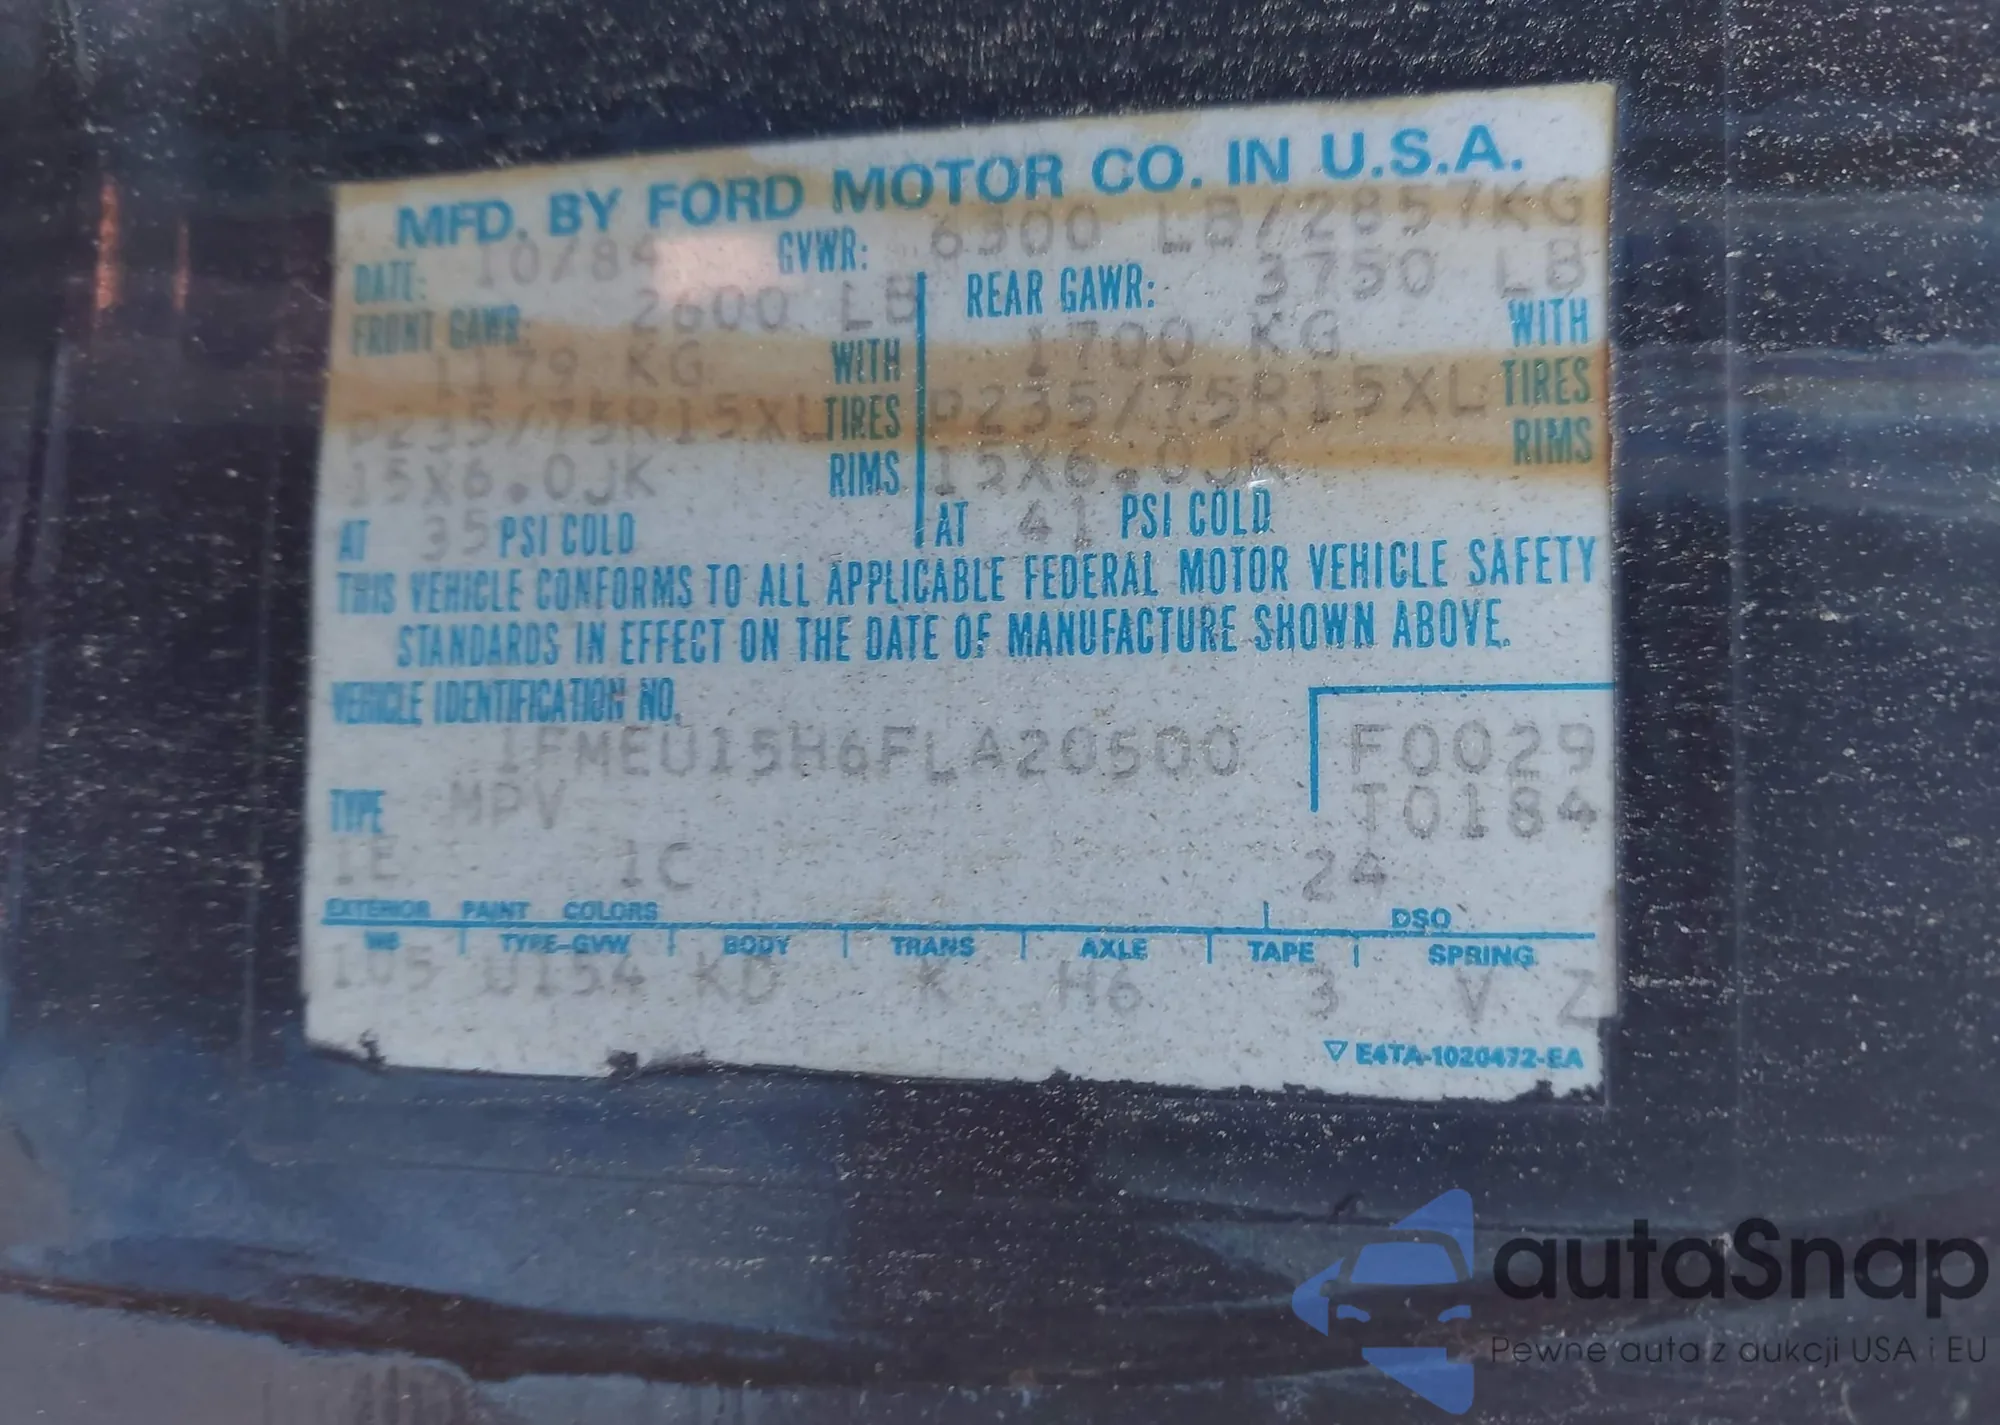 MFD. BY FORD MOTOR CO. IN U.S.A.
DATE: 10/84 GVWR: 6300 LB/2857KG
FRONT GAWR: 2600 LB REAR GAWR: 3750 LB
1179 KG WITH 1700 KG WITH
P235/75R15XL TIRES P235/75R15XL TIRES
15X6.0JK RIMS 15X6.0JK RIMS
AT 35 PSI COLD AT 41 PSI COLD
THIS VEHICLE CONFORMS TO ALL APPLICABLE FEDERAL MOTOR VEHICLE SAFETY
STANDARDS IN EFFECT ON THE DATE OF MANUFACTURE SHOWN ABOVE.
VEHICLE IDENTIFICATION NO.
1FMEU15H6FLA20500 F0029
TYPE MPV T0184
1E 1C 24
EXTERIOR PAINT COLORS DSO
WB TYPE-GVW BODY TRANS AXLE TAPE SPRING
105 U154 KD K H6 3 V Z
E4TA-1020472-EA
autaSnap
Pewne auta z aukcji USA i EU